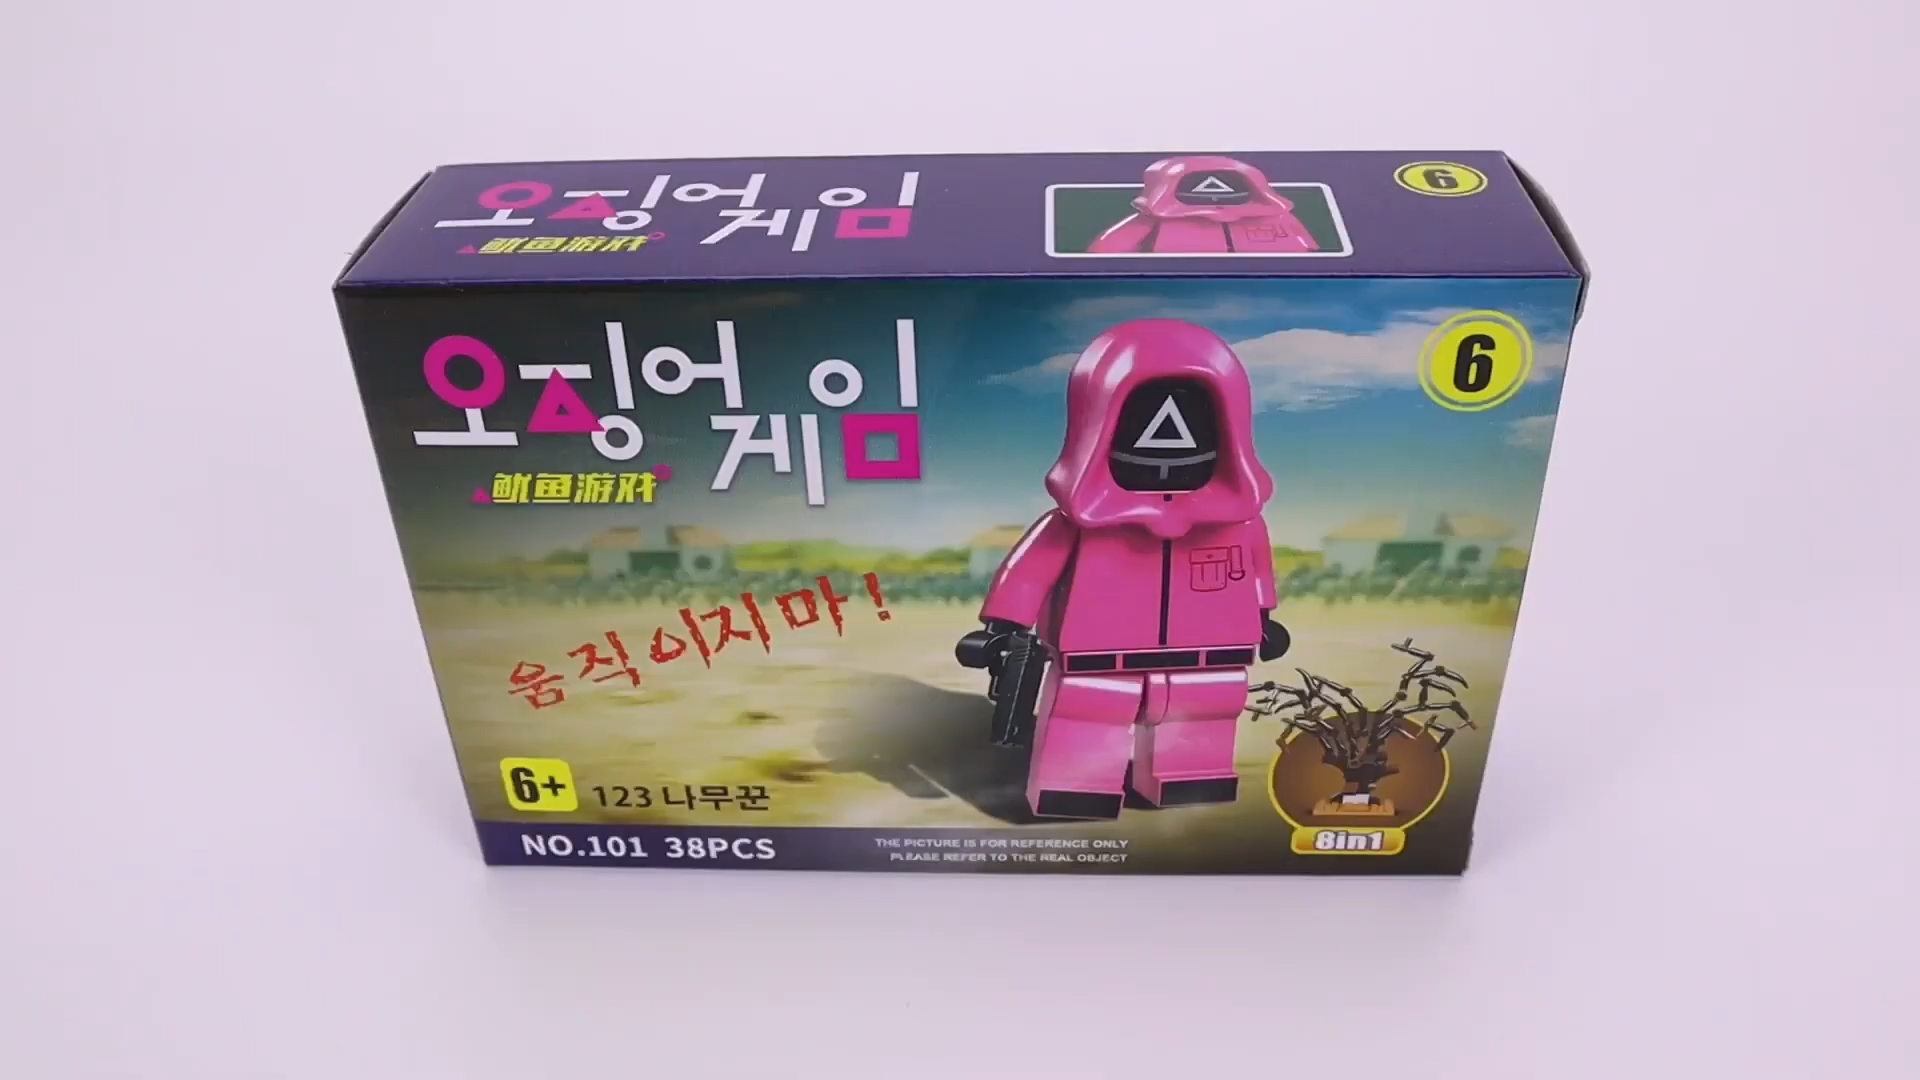 오징어
게임
鱿鱼游戏
6
오징어
게임
鱿鱼游戏
6
움직이지마!
6+
123 나무꾼
NO.101 38PCS
THE PICTURE IS FOR REFERENCE ONLY
PLEASE REFER TO THE REAL OBJECT
8in1